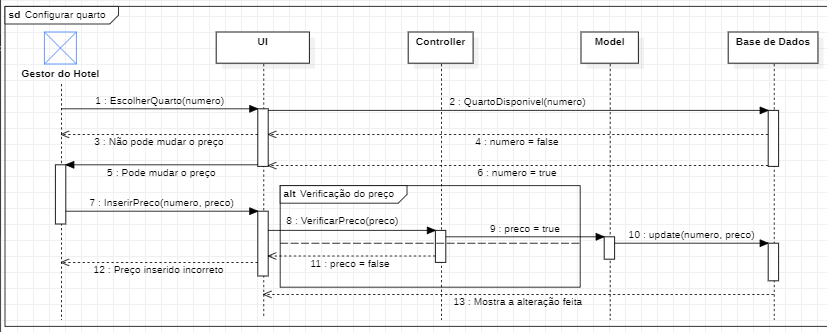 sd Configurar quarto
UI
Controller
Model
Base de Dados
Gestor do Hotel
1 : EscolherQuarto(numero)
2 : QuartoDisponivel(numero)
3 : Não pode mudar o preço
4 : numero = false
5 : Pode mudar o preço
6 : numero = true
alt Verificação do preço
7 : InserirPreco(numero, preco)
8 : VerificarPreco(preco)
9 : preco = true
10 : update(numero, preco)
11 : preco = false
12 : Preço inserido incorreto
13 : Mostra a alteração feita